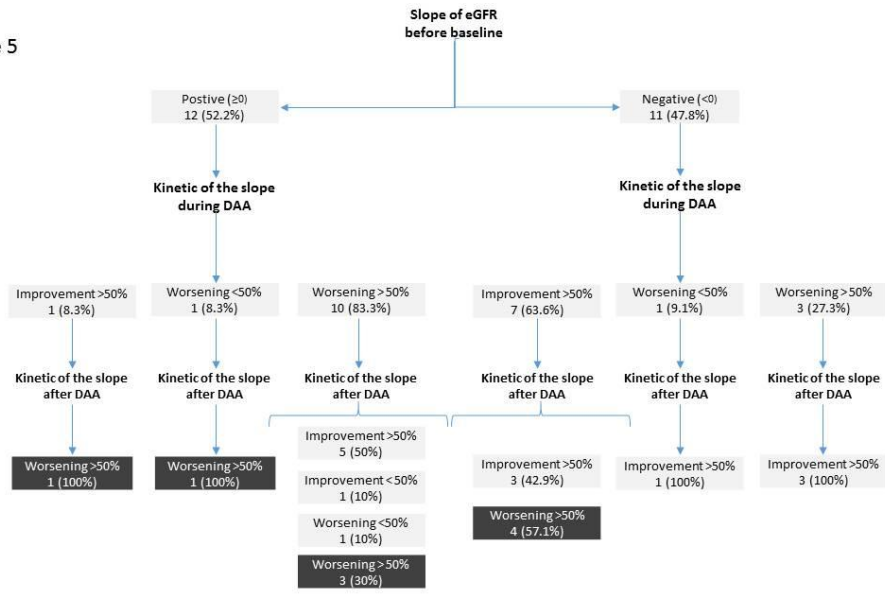 Slope of eGFR
before baseline
5
Postive (≥0)
12 (52.2%)
Negative (<0)
11 (47.8%)
Kinetic of the slope
during DAA
Kinetic of the slope
during DAA
Improvement >50%
1 (8.3%)
Worsening <50%
1 (8.3%)
Worsening >50%
10 (83.3%)
Improvement >50%
7 (63.6%)
Worsening <50%
1 (9.1%)
Worsening >50%
3 (27.3%)
Kinetic of the slope
after DAA
Kinetic of the slope
after DAA
Kinetic of the slope
after DAA
Kinetic of the slope
after DAA
Kinetic of the slope
after DAA
Kinetic of the slope
after DAA
Worsening >50%
1 (100%)
Worsening >50%
1 (100%)
Improvement >50%
5 (50%)
Improvement <50%
1 (10%)
Worsening <50%
1 (10%)
Worsening >50%
3 (30%)
Improvement >50%
3 (42.9%)
Worsening >50%
4 (57.1%)
Improvement >50%
1 (100%)
Improvement >50%
3 (100%)